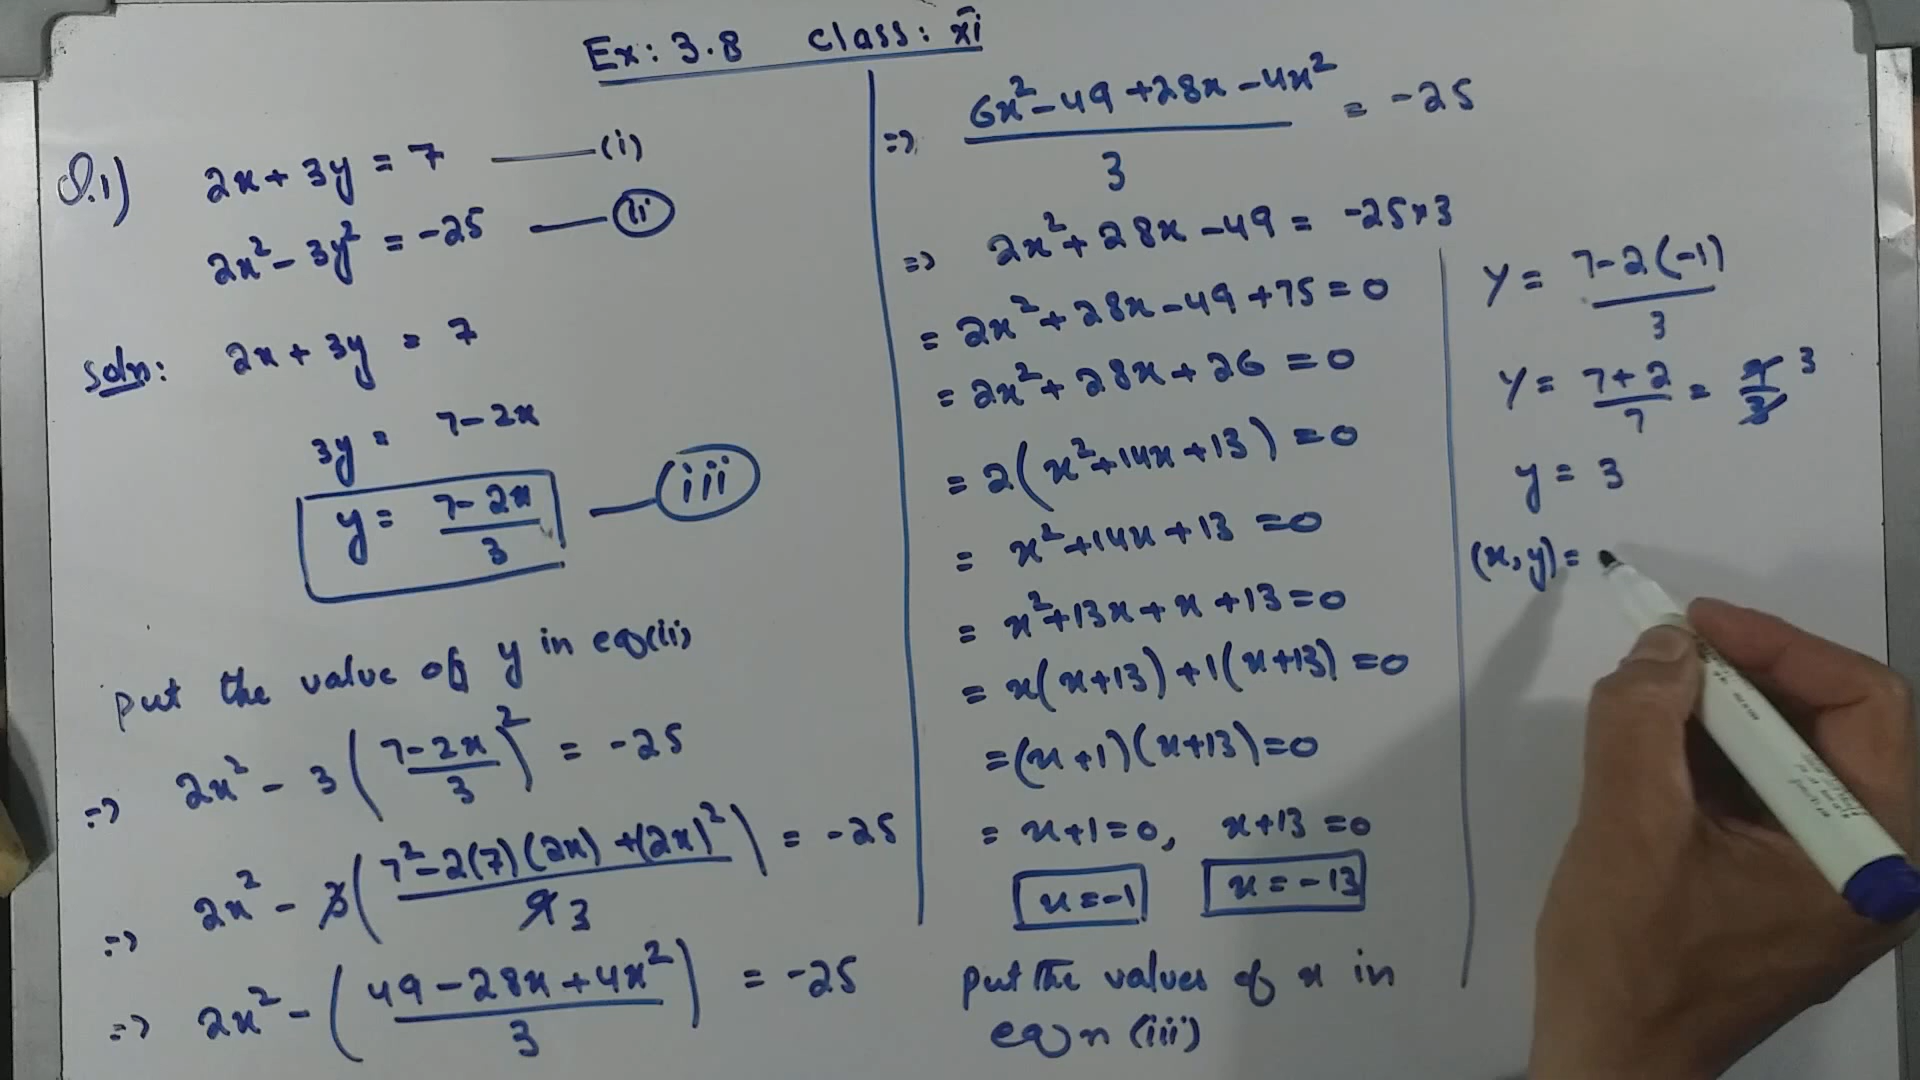 Ex: 3.8 class: xi
Q.1) 2x + 3y = 7 —(i)
2x² - 3y² = -25 — (ii)
Soln: 2x + 3y = 7
3y = 7-2x
y = (7-2x)/3 — (iii)
put the value of y in eq(ii)
=> 2x² - 3((7-2x)/3)² = -25
=> 2x² - 3((7²-2(7)(2x)+(2x)²)/9 3) = -25
=> 2x² - ((49-28x+4x²)/3) = -25
=> (6x²-49+28x-4x²)/3 = -25
=> 2x²+28x-49 = -25×3
= 2x²+28x-49+75=0
= 2x²+28x+26=0
= 2(x²+14x+13)=0
= x²+14x+13=0
= x²+13x+x+13=0
= x(x+13)+1(x+13)=0
=(x+1)(x+13)=0
= x+1=0, x+13=0
x=-1 x=-13
put the values of x in
eqn (iii)
y = (7-2(-1))/3
y = (7+2)/7 = 9/3 3
y = 3
(x,y)=